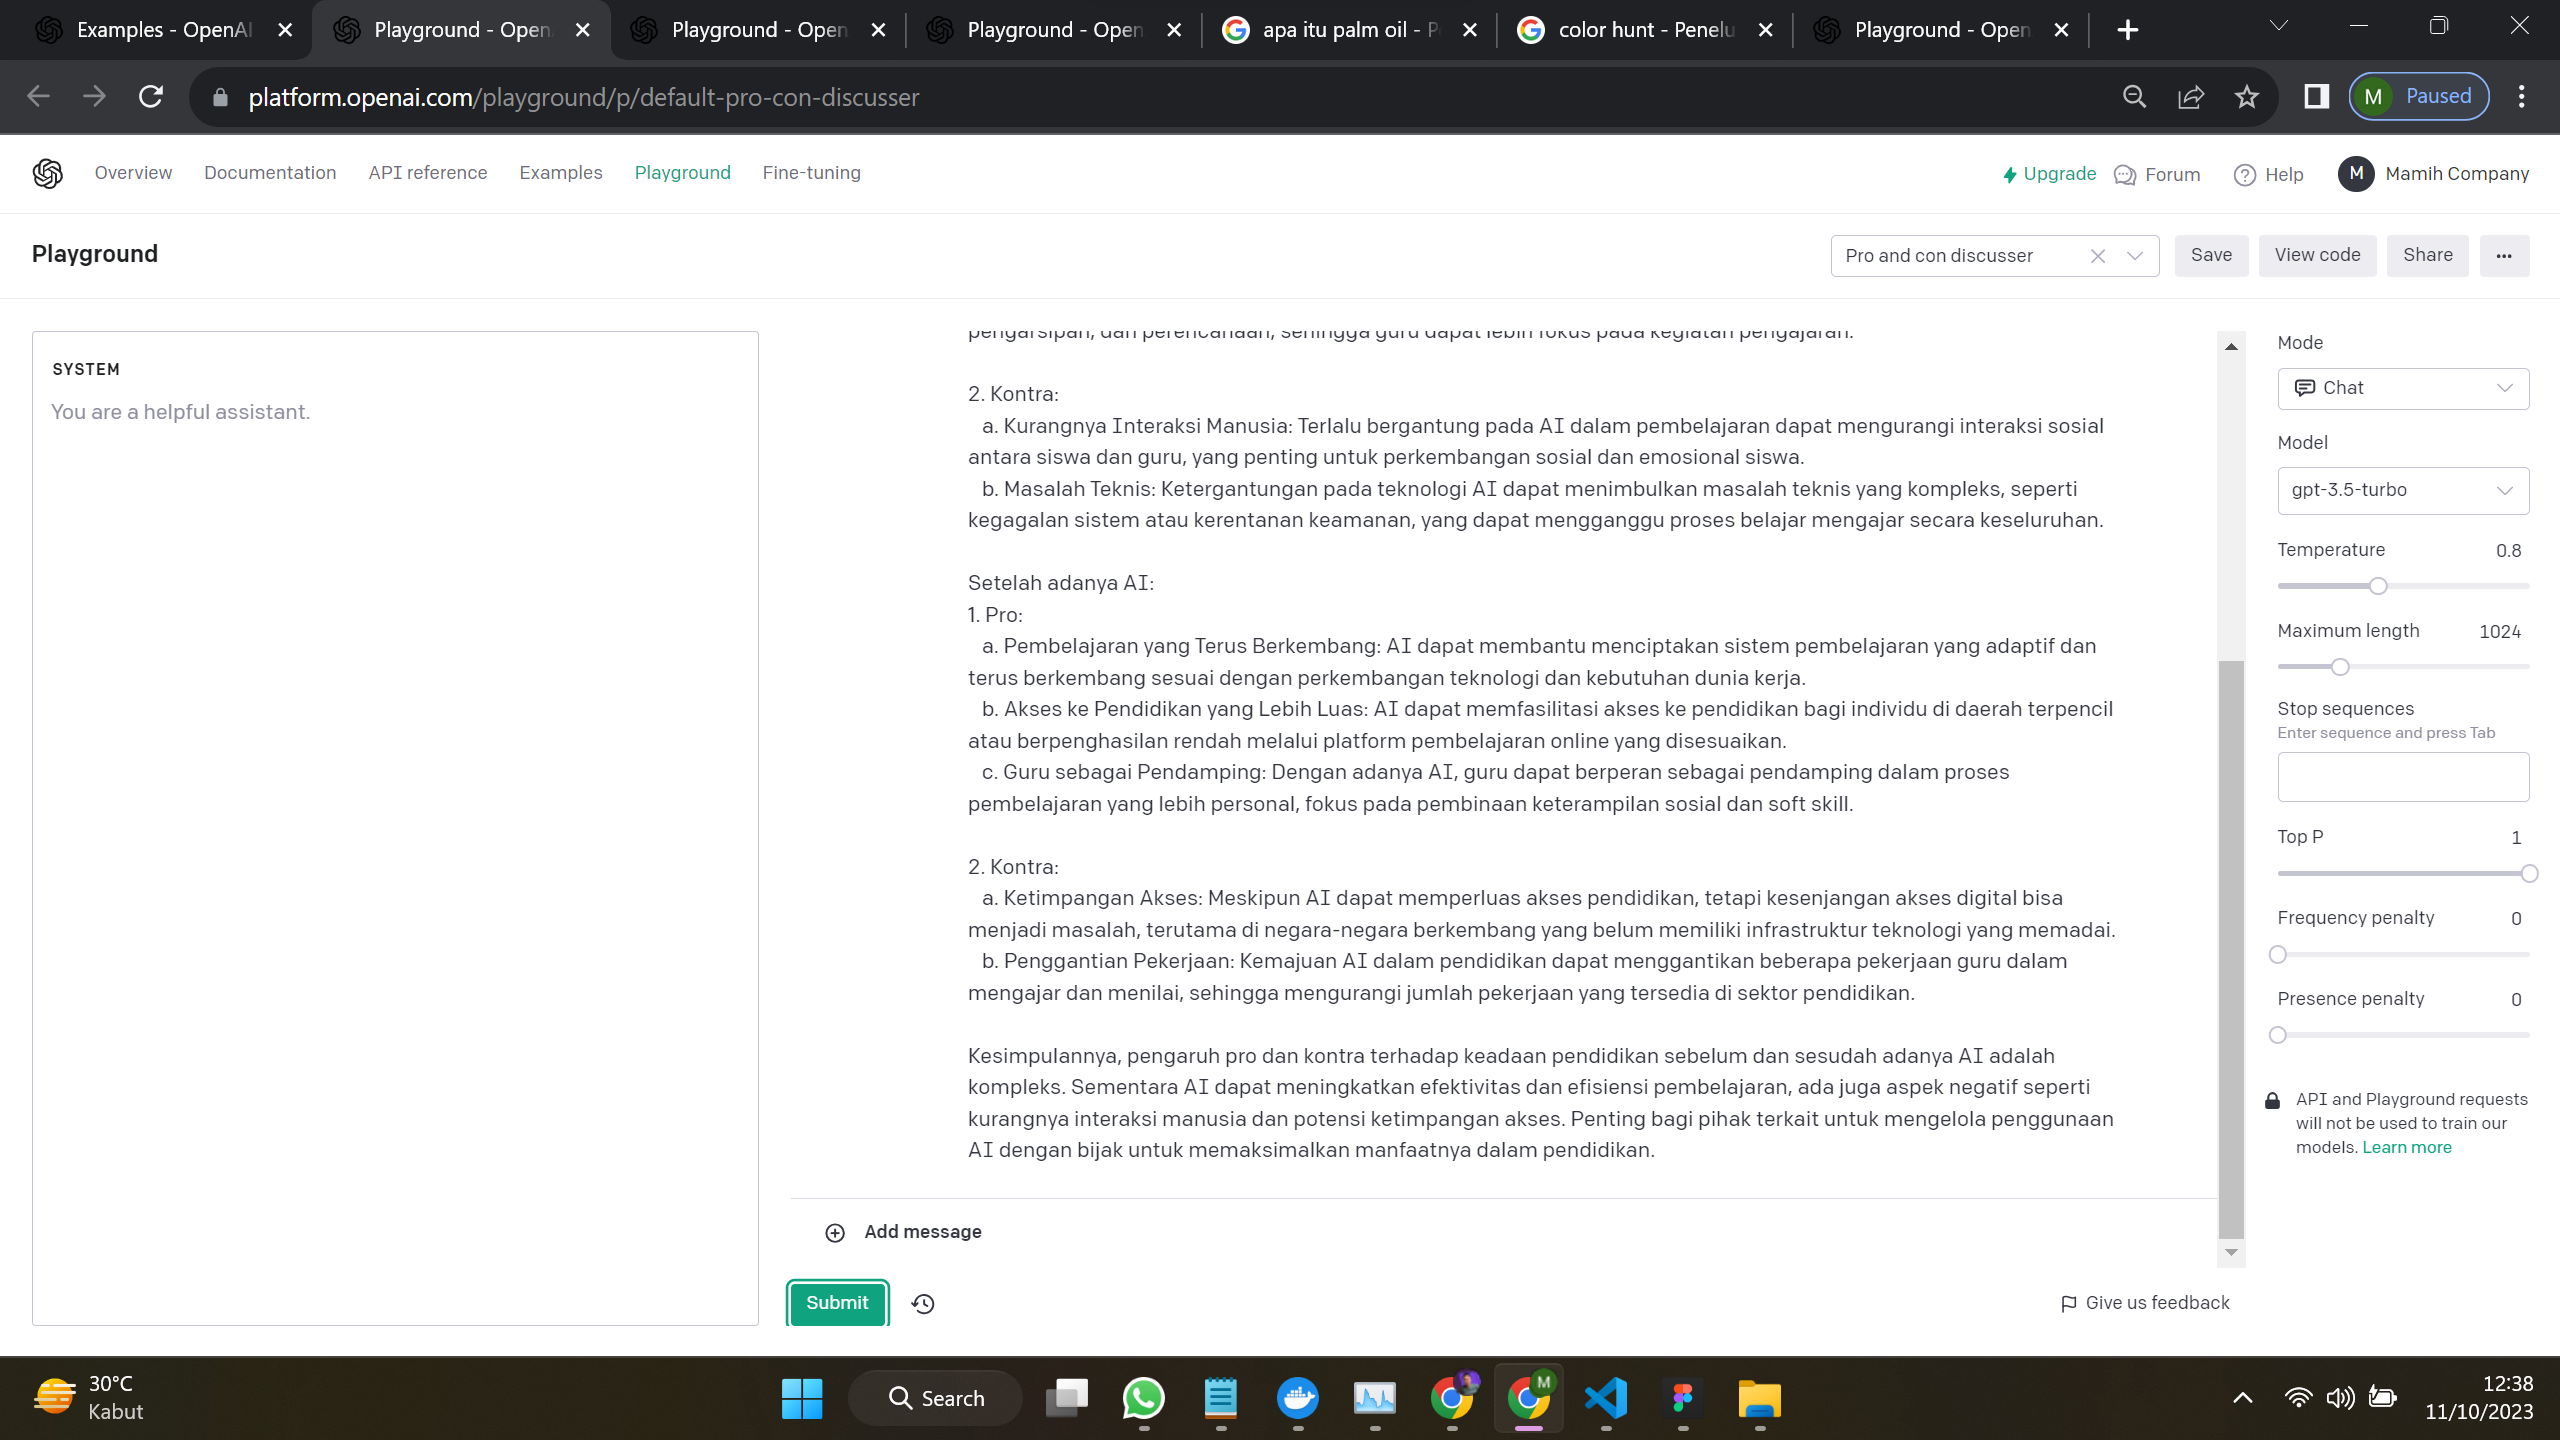 Examples - OpenAI
Playground - Open
Playground - Open
Playground - Open
apa itu palm oil - P
color hunt - Penelu
Playground - Open
platform.openai.com/playground/p/default-pro-con-discusser
M Paused
Overview Documentation API reference Examples Playground Fine-tuning
Upgrade Forum Help M Mamih Company
Playground
Pro and con discusser
Save View code Share ...
SYSTEM
You are a helpful assistant.
pengarsipan, dan perencanaan, sehingga guru dapat lebih fokus pada kegiatan pengajaran.
2. Kontra:
a. Kurangnya Interaksi Manusia: Terlalu bergantung pada AI dalam pembelajaran dapat mengurangi interaksi sosial
antara siswa dan guru, yang penting untuk perkembangan sosial dan emosional siswa.
b. Masalah Teknis: Ketergantungan pada teknologi AI dapat menimbulkan masalah teknis yang kompleks, seperti
kegagalan sistem atau kerentanan keamanan, yang dapat mengganggu proses belajar mengajar secara keseluruhan.
Setelah adanya AI:
1. Pro:
a. Pembelajaran yang Terus Berkembang: AI dapat membantu menciptakan sistem pembelajaran yang adaptif dan
terus berkembang sesuai dengan perkembangan teknologi dan kebutuhan dunia kerja.
b. Akses ke Pendidikan yang Lebih Luas: AI dapat memfasilitasi akses ke pendidikan bagi individu di daerah terpencil
atau berpenghasilan rendah melalui platform pembelajaran online yang disesuaikan.
c. Guru sebagai Pendamping: Dengan adanya AI, guru dapat berperan sebagai pendamping dalam proses
pembelajaran yang lebih personal, fokus pada pembinaan keterampilan sosial dan soft skill.
2. Kontra:
a. Ketimpangan Akses: Meskipun AI dapat memperluas akses pendidikan, tetapi kesenjangan akses digital bisa
menjadi masalah, terutama di negara-negara berkembang yang belum memiliki infrastruktur teknologi yang memadai.
b. Penggantian Pekerjaan: Kemajuan AI dalam pendidikan dapat menggantikan beberapa pekerjaan guru dalam
mengajar dan menilai, sehingga mengurangi jumlah pekerjaan yang tersedia di sektor pendidikan.
Kesimpulannya, pengaruh pro dan kontra terhadap keadaan pendidikan sebelum dan sesudah adanya AI adalah
kompleks. Sementara AI dapat meningkatkan efektivitas dan efisiensi pembelajaran, ada juga aspek negatif seperti
kurangnya interaksi manusia dan potensi ketimpangan akses. Penting bagi pihak terkait untuk mengelola penggunaan
AI dengan bijak untuk memaksimalkan manfaatnya dalam pendidikan.
Add message
Submit
Give us feedback
Mode
Chat
Model
gpt-3.5-turbo
Temperature 0.8
Maximum length 1024
Stop sequences
Enter sequence and press Tab
Top P 1
Frequency penalty 0
Presence penalty 0
API and Playground requests
will not be used to train our
models. Learn more
30°C
Kabut
Search
M
12:38
11/10/2023